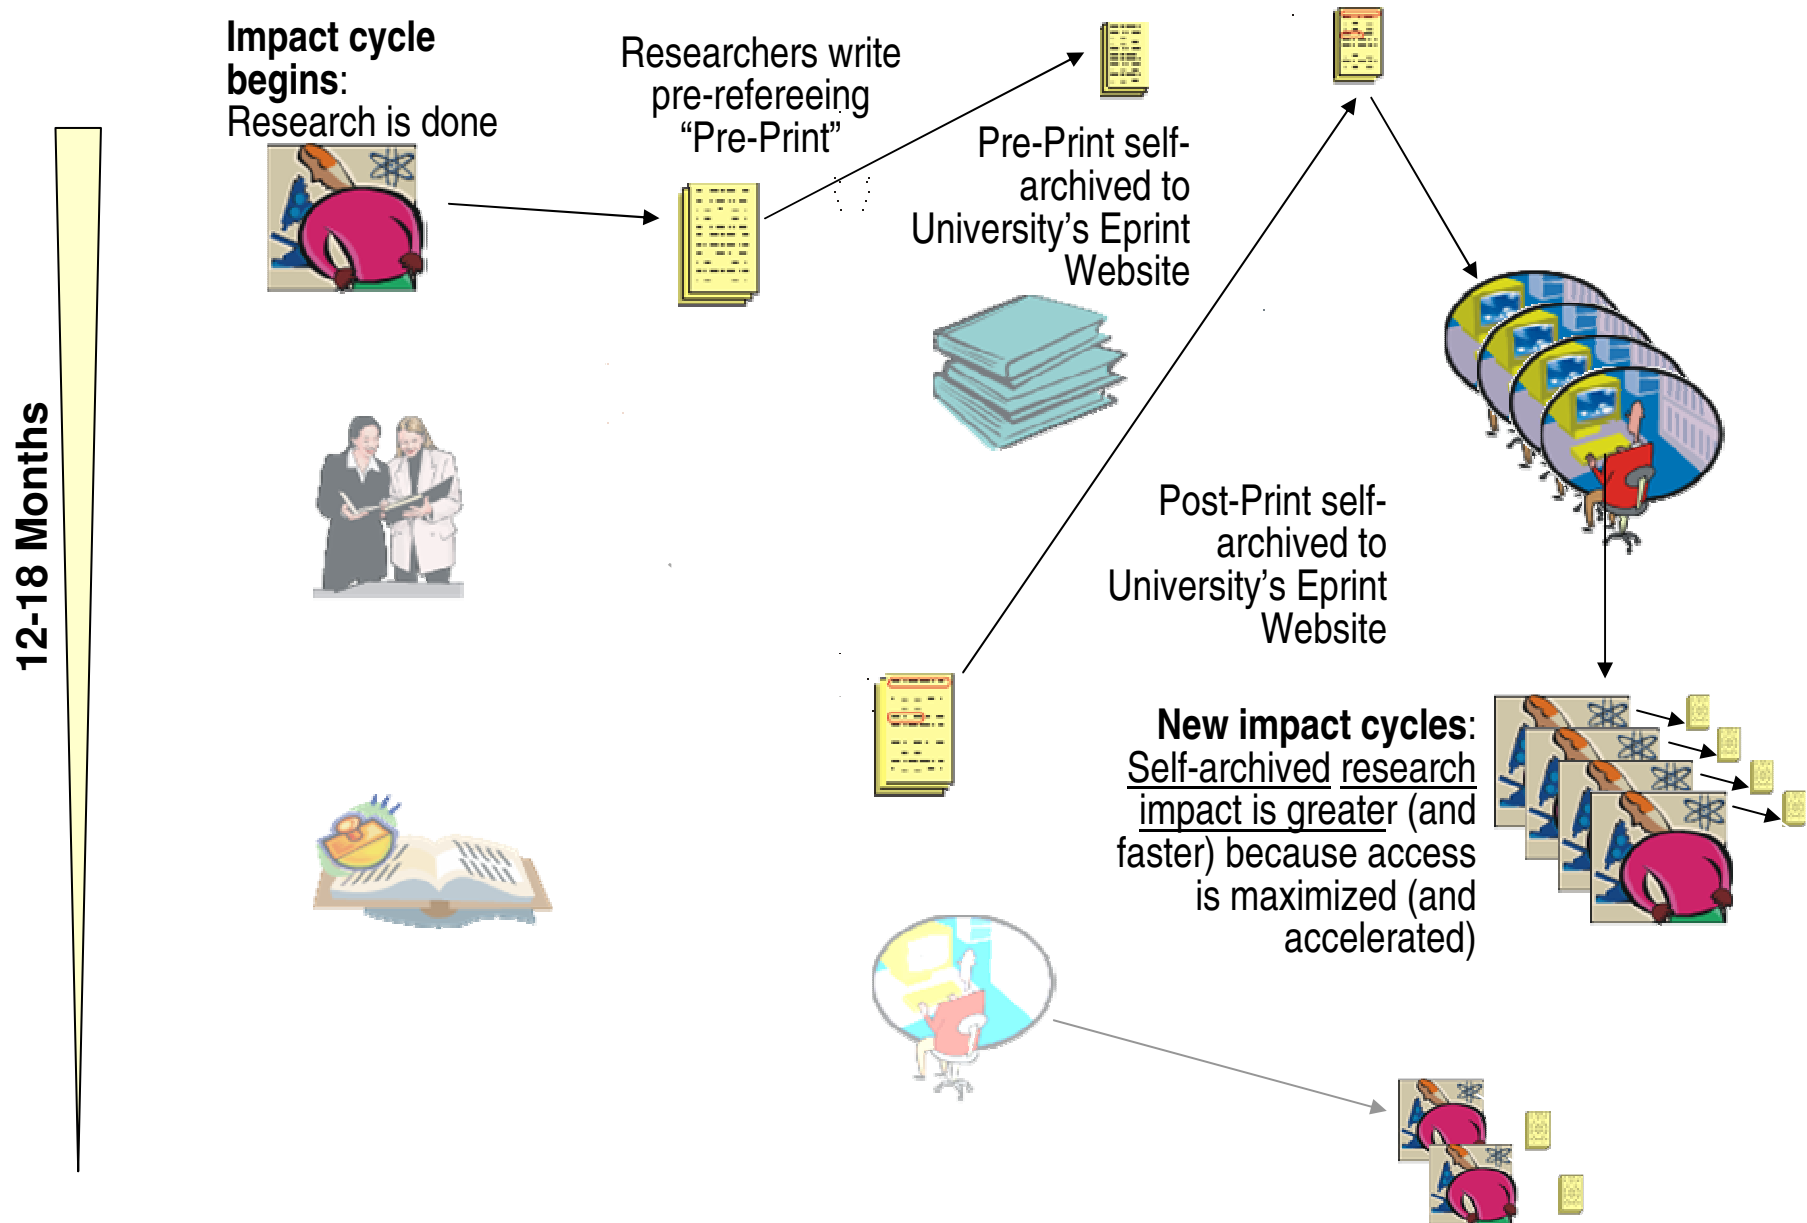 Impact cycle
begins:
Research is done
Researchers write
pre-refereeing
“Pre-Print”
Pre-Print self-
archived to
University’s Eprint
Website
12-18 Months
Post-Print self-
archived to
University’s Eprint
Website
New impact cycles:
Self-archived research
impact is greater (and
faster) because access
is maximized (and
accelerated)